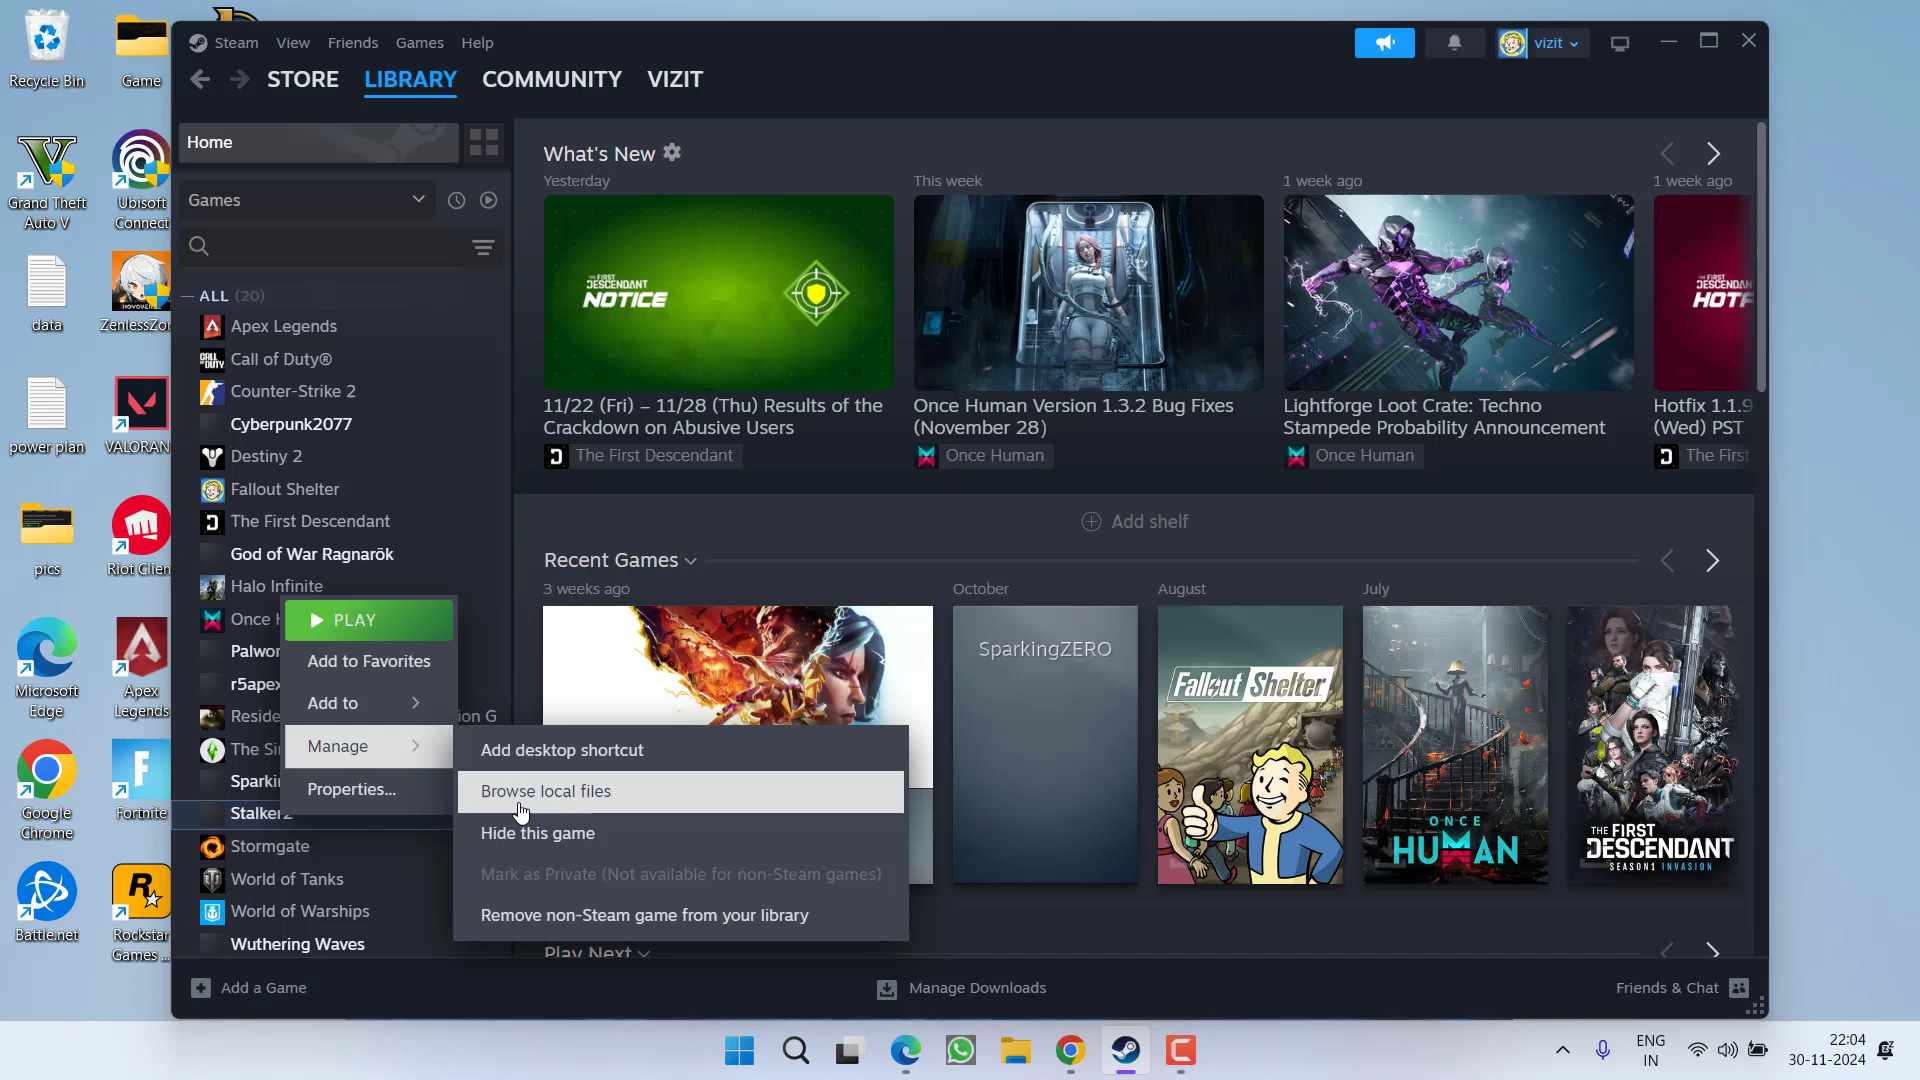 Steam View Friends Games Help
vizit
STORE LIBRARY COMMUNITY VIZIT
Home
Games
ALL (20)
Apex Legends
Call of Duty®
Counter-Strike 2
Cyberpunk2077
Destiny 2
Fallout Shelter
The First Descendant
God of War Ragnarök
Halo Infinite
Once
Palwor
r5apex
Reside
ion G
The Si
Sparki
Stalker2
Stormgate
World of Tanks
World of Warships
Wuthering Waves
PLAY
Add to Favorites
Add to
Manage
Properties...
Add desktop shortcut
Browse local files
Hide this game
Mark as Private (Not available for non-Steam games)
Remove non-Steam game from your library
What's New
Yesterday
THE FIRST DESCENDANT
NOTICE
11/22 (Fri) – 11/28 (Thu) Results of the
Crackdown on Abusive Users
The First Descendant
This week
Once Human Version 1.3.2 Bug Fixes
(November 28)
Once Human
1 week ago
Lightforge Loot Crate: Techno
Stampede Probability Announcement
Once Human
1 week ago
THE FIRST
DESCENDAN
HOTF
Hotfix 1.1.9
(Wed) PST
The First
Add shelf
Recent Games
3 weeks ago
October
SparkingZERO
August
Fallout Shelter
July
ONCE
HUMAN
THE FIRST
DESCENDANT
SEASON1 INVASION
Play Next
Add a Game
Manage Downloads
Friends & Chat
Recycle Bin
Game
Grand Theft
Auto V
Ubisoft
Connect
data
ZenlessZon
power plan
VALORAN
pics
Riot Clien
Microsoft
Edge
Apex
Legends
Google
Chrome
Fortnite
Battle.net
Rockstar
Games ...
ENG
IN
22:04
30-11-2024